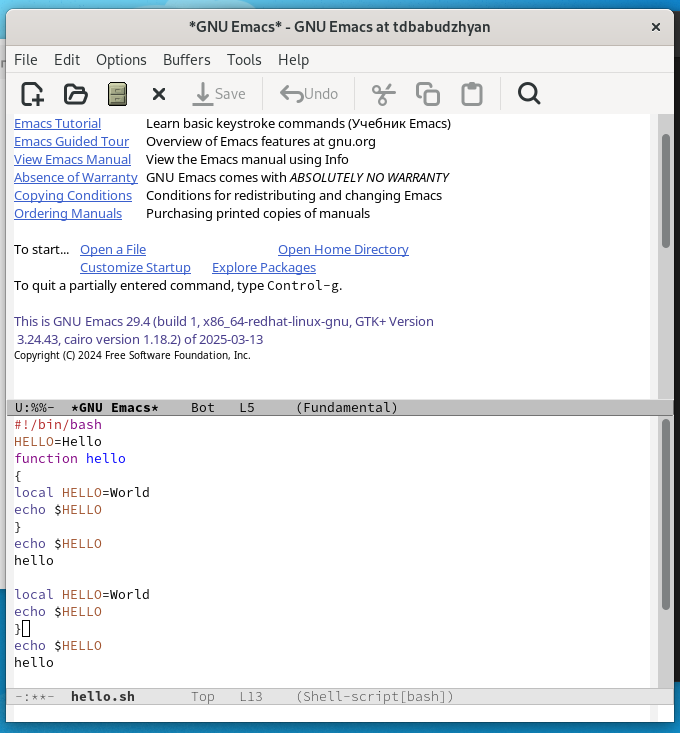 *GNU Emacs* - GNU Emacs at tdbabudzhyan
File Edit Options Buffers Tools Help
Save Undo
Emacs Tutorial Learn basic keystroke commands (Учебник Emacs)
Emacs Guided Tour Overview of Emacs features at gnu.org
View Emacs Manual View the Emacs manual using Info
Absence of Warranty GNU Emacs comes with ABSOLUTELY NO WARRANTY
Copying Conditions Conditions for redistributing and changing Emacs
Ordering Manuals Purchasing printed copies of manuals
To start... Open a File Open Home Directory
Customize Startup Explore Packages
To quit a partially entered command, type Control-g.
This is GNU Emacs 29.4 (build 1, x86_64-redhat-linux-gnu, GTK+ Version
3.24.43, cairo version 1.18.2) of 2025-03-13
Copyright (C) 2024 Free Software Foundation, Inc.
U:%%- *GNU Emacs* Bot L5 (Fundamental)
#!/bin/bash
HELLO=Hello
function hello
{
local HELLO=World
echo $HELLO
}
echo $HELLO
hello
local HELLO=World
echo $HELLO
}
echo $HELLO
hello
-:**- hello.sh Top L13 (Shell-script[bash])